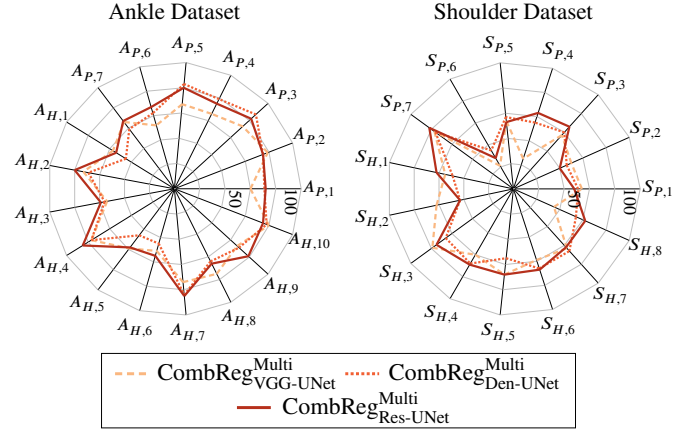 Ankle Dataset
A_{P,1}
A_{P,2}
A_{P,3}
A_{P,4}
A_{P,5}
A_{P,6}
A_{P,7}
A_{H,1}
A_{H,2}
A_{H,3}
A_{H,4}
A_{H,5}
A_{H,6}
A_{H,7}
A_{H,8}
A_{H,9}
A_{H,10}
50
100
Shoulder Dataset
S_{P,1}
S_{P,2}
S_{P,3}
S_{P,4}
S_{P,5}
S_{P,6}
S_{P,7}
S_{H,1}
S_{H,2}
S_{H,3}
S_{H,4}
S_{H,5}
S_{H,6}
S_{H,7}
S_{H,8}
50
100
CombReg^{Multi}_{VGG-UNet} CombReg^{Multi}_{Den-UNet}
CombReg^{Multi}_{Res-UNet}